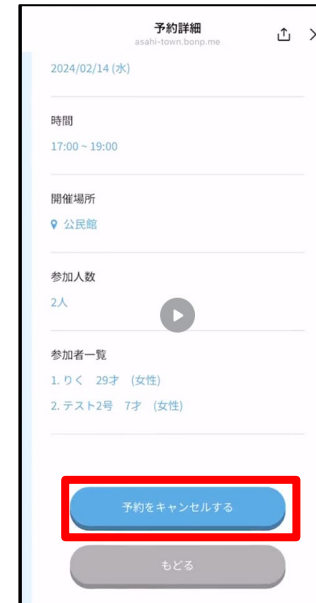 予約詳細
asahi-town.bonp.me
2024/02/14 (水)
時間
17:00 ~ 19:00
開催場所
公民館
参加人数
2人
参加者一覧
1. りく 29才 (女性)
2. テスト2号 7才 (女性)
予約をキャンセルする
もどる